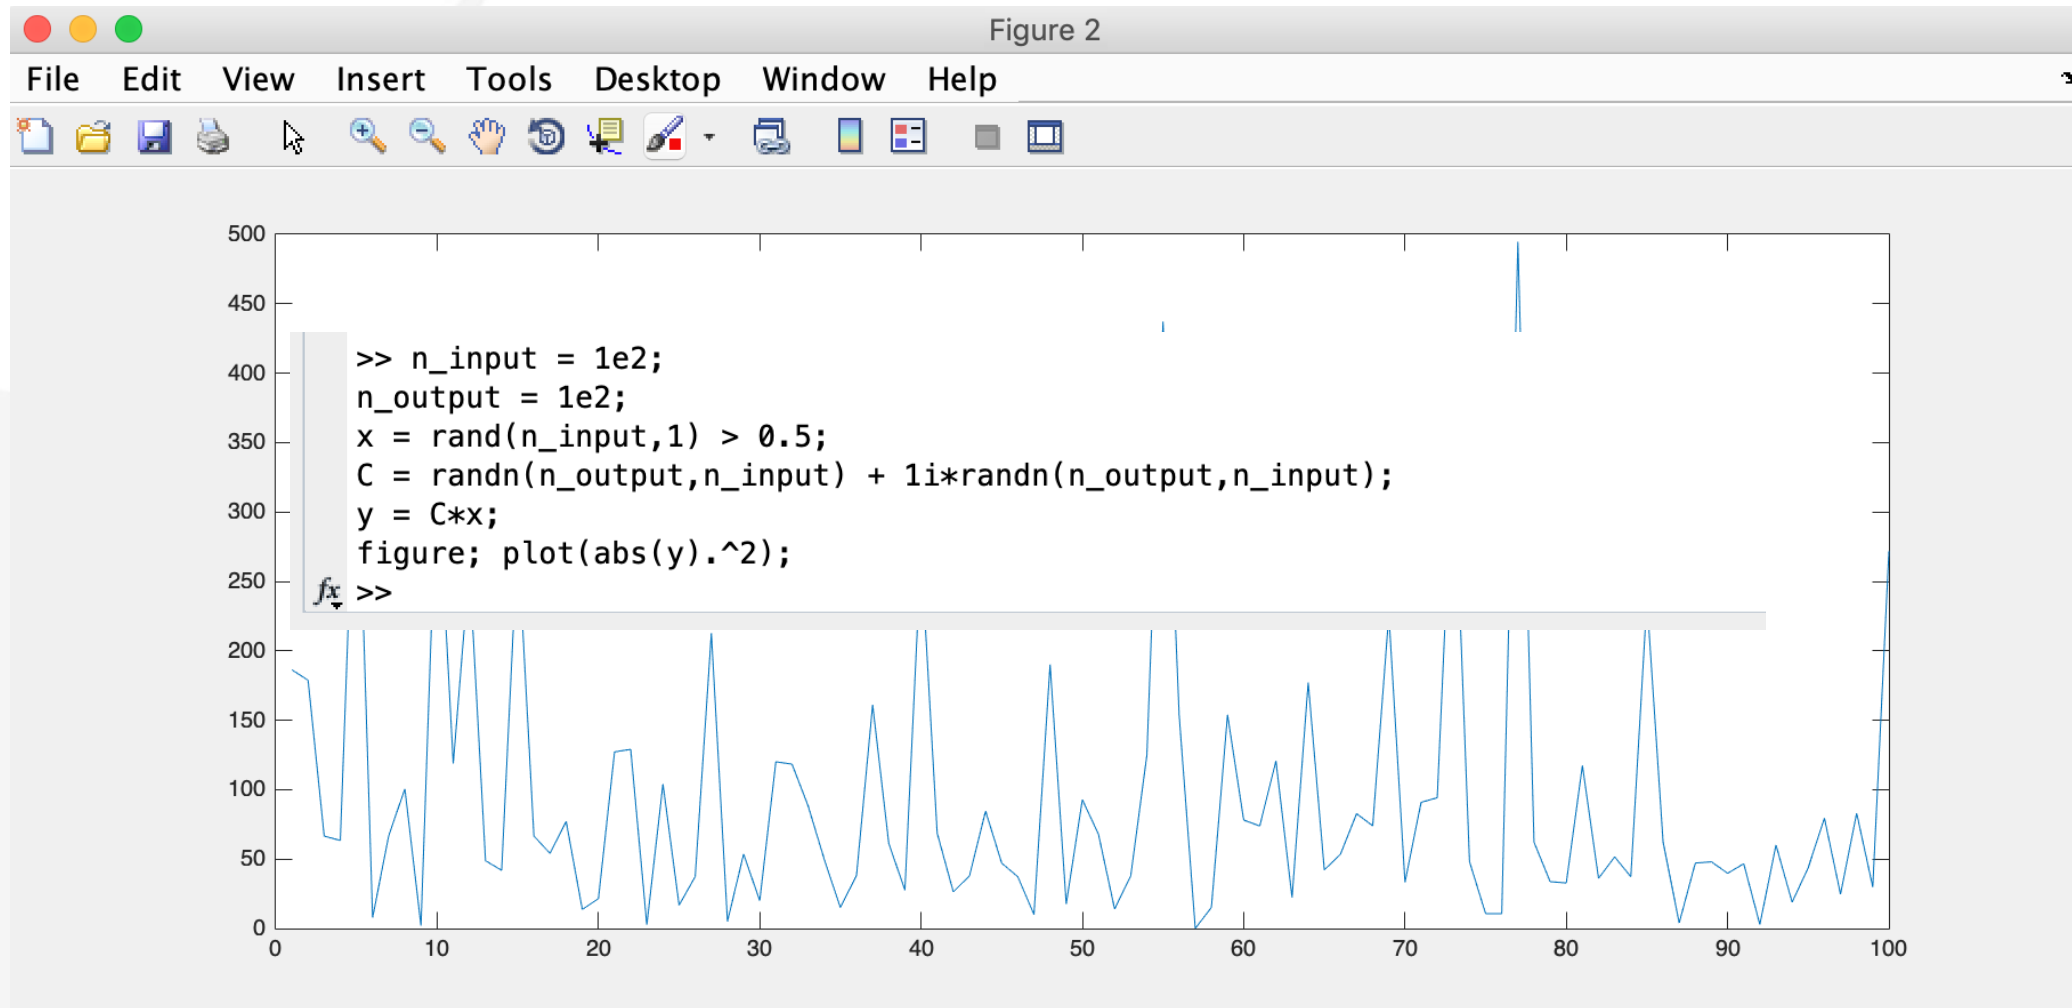 Figure 2
File Edit View Insert Tools Desktop Window Help
500
450
400
350
300
250
200
150
100
50
0
>> n_input = 1e2;
n_output = 1e2;
x = rand(n_input,1) > 0.5;
C = randn(n_output,n_input) + 1i*randn(n_output,n_input);
y = C*x;
figure; plot(abs(y).^2);
fx >>
0 10 20 30 40 50 60 70 80 90 100